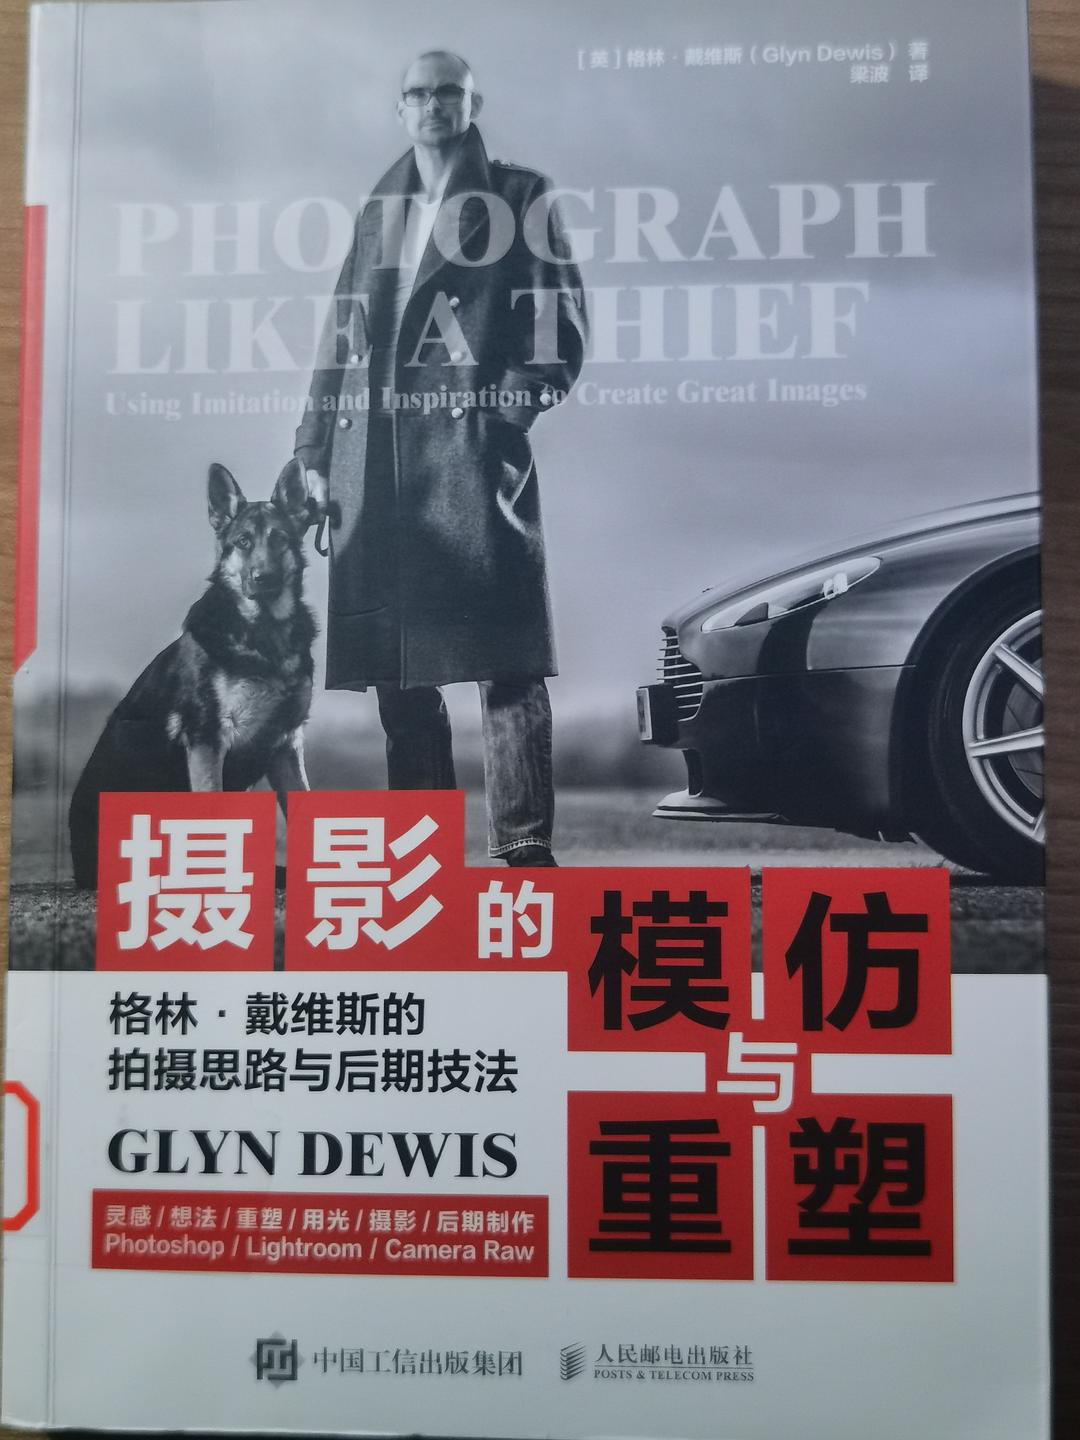 [英]格林·戴维斯（Glyn Dewis）著
梁波 译
PHOTOGRAPH
LIKE A THIEF
Using Imitation and Inspiration to Create Great Images
摄影的模仿与重塑
格林·戴维斯的
拍摄思路与后期技法
GLYN DEWIS
灵感/想法/重塑/用光/摄影/后期制作
Photoshop / Lightroom / Camera Raw
中国工信出版集团
人民邮电出版社
POSTS & TELECOM PRESS